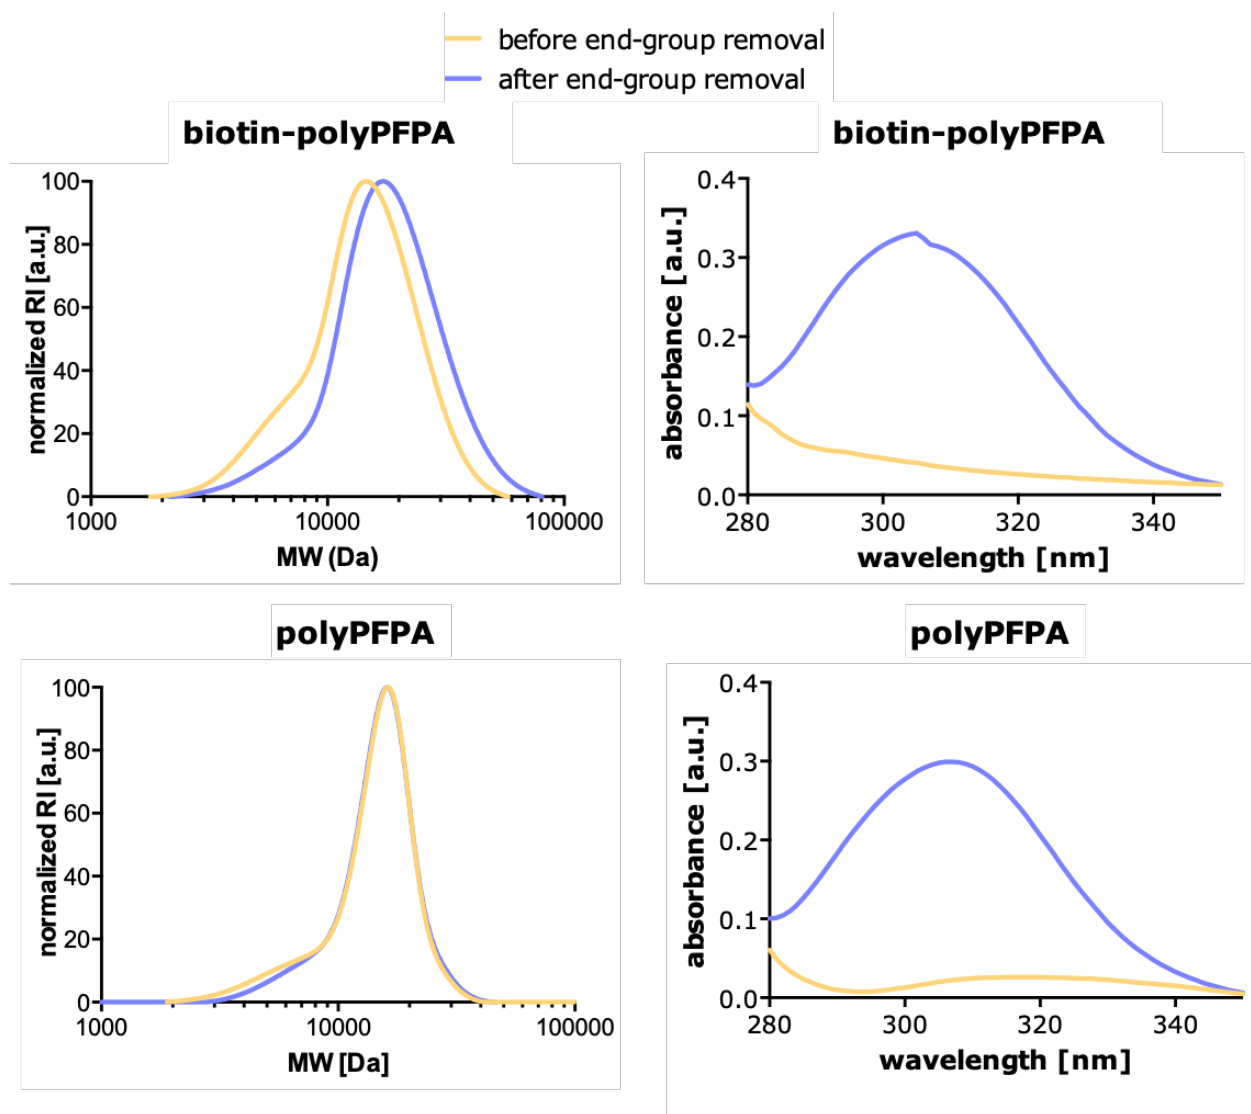 before end-group removal
after end-group removal
biotin-polyPFPA
biotin-polyPFPA
normalized RI [a.u.]
100
80
60
40
20
0
1000
10000
100000
MW (Da)
absorbance [a.u.]
0.4
0.3
0.2
0.1
0.0
280
300
320
340
wavelength [nm]
polyPFPA
polyPFPA
normalized RI [a.u.]
100
80
60
40
20
0
1000
10000
100000
MW [Da]
absorbance [a.u.]
0.4
0.3
0.2
0.1
0.0
280
300
320
340
wavelength [nm]